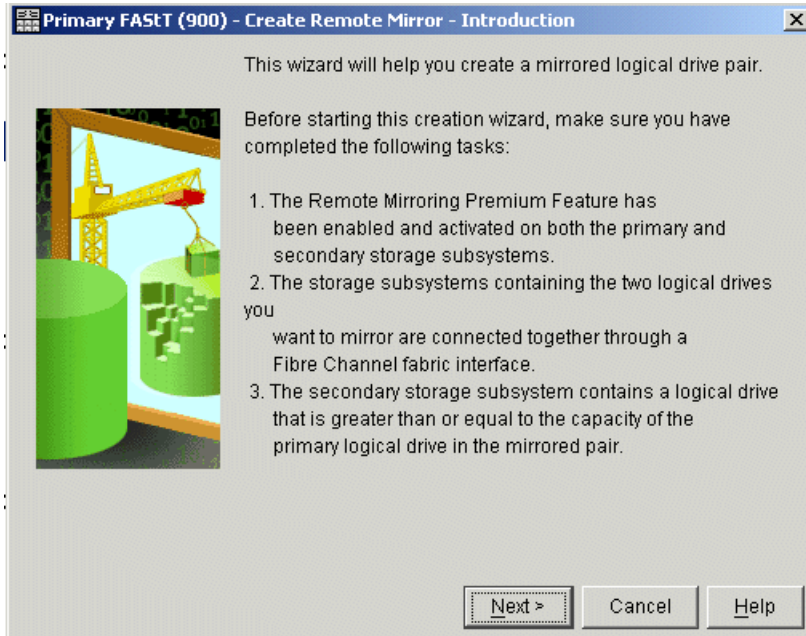 Primary FAStT (900) - Create Remote Mirror - Introduction
This wizard will help you create a mirrored logical drive pair.
Before starting this creation wizard, make sure you have
completed the following tasks:
1. The Remote Mirroring Premium Feature has
been enabled and activated on both the primary and
secondary storage subsystems.
2. The storage subsystems containing the two logical drives
you
want to mirror are connected together through a
Fibre Channel fabric interface.
3. The secondary storage subsystem contains a logical drive
that is greater than or equal to the capacity of the
primary logical drive in the mirrored pair.
Next > Cancel Help